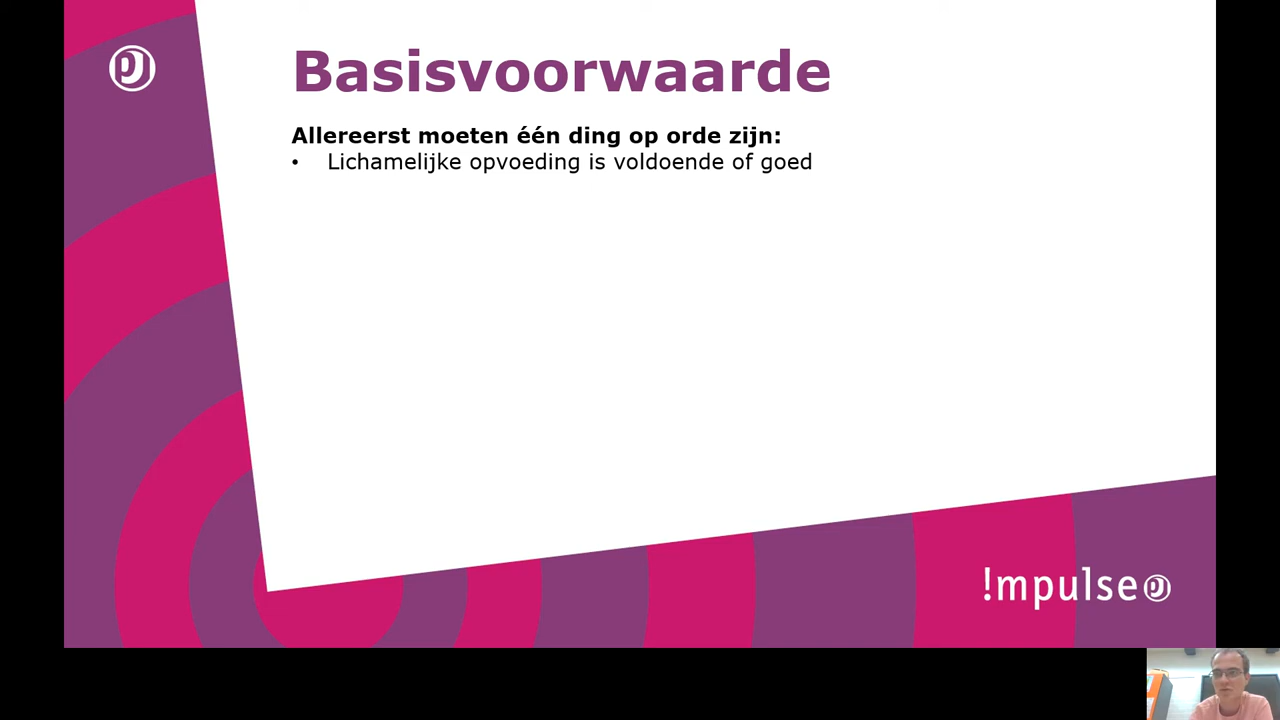 Basisvoorwaarde
Allereerst moeten één ding op orde zijn:
• Lichamelijke opvoeding is voldoende of goed
!mpulse